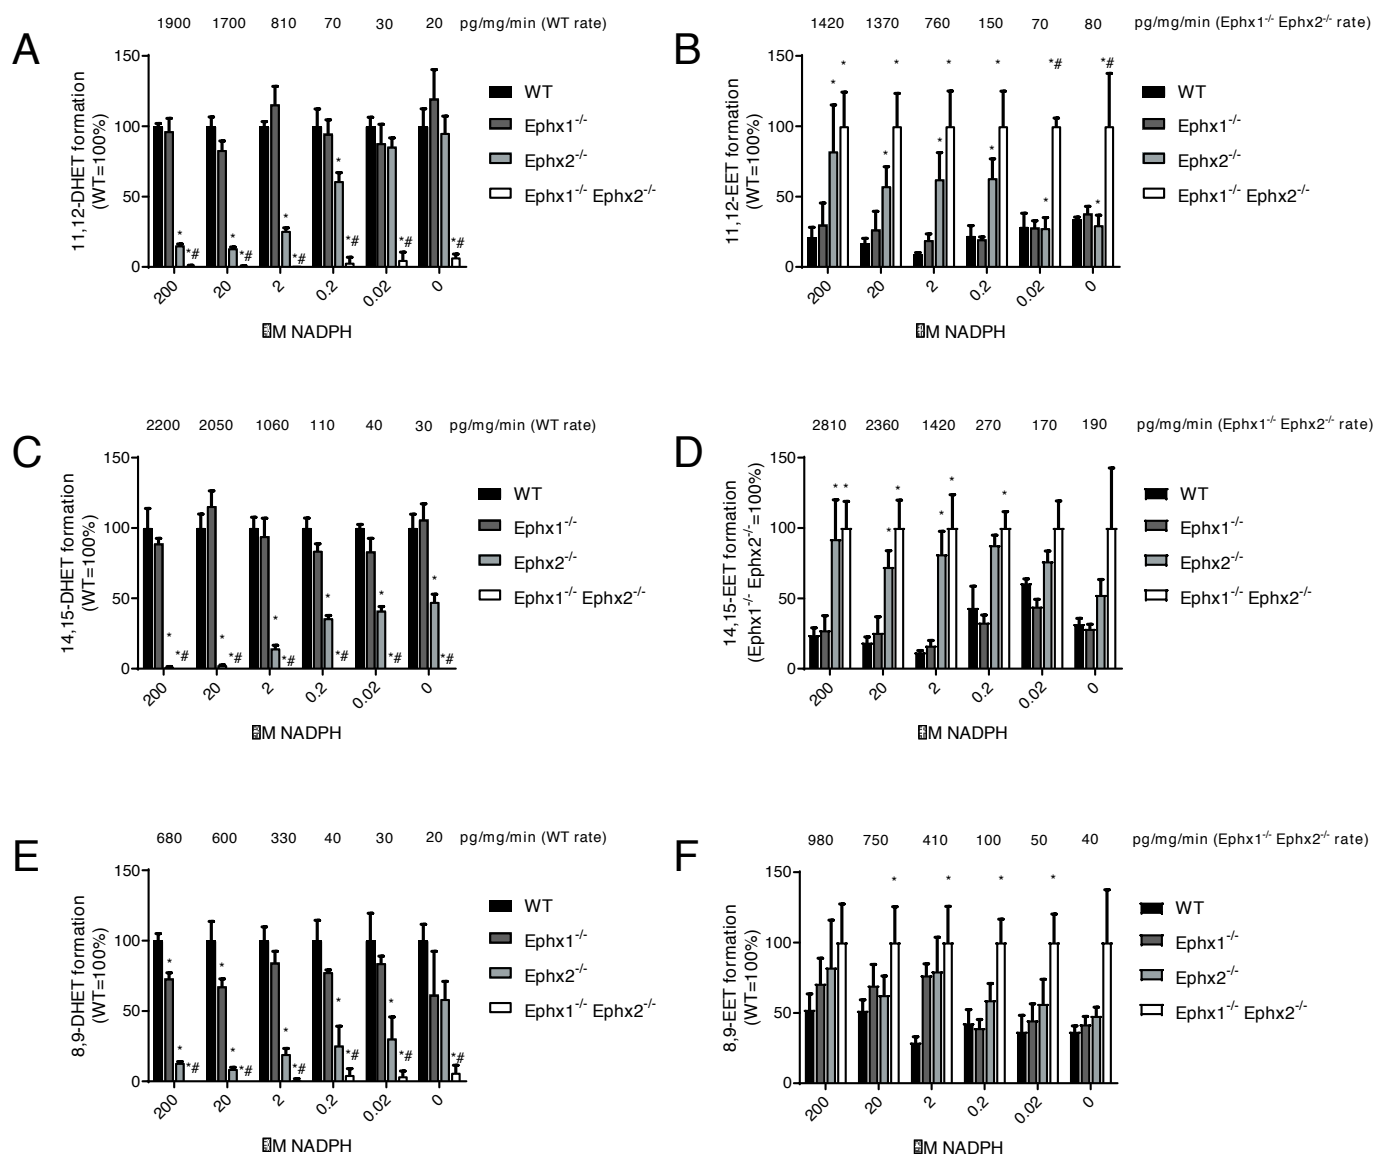 A
1900 1700 810 70 30 20 pg/mg/min (WT rate)
11,12-DHET formation
(WT=100%)
150
100
50
0
* *# * *# * *# * *# *# *#
200 20 2 0.2 0.02 0
M NADPH
WT
Ephx1-/-
Ephx2-/-
Ephx1-/- Ephx2-/-
B
1420 1370 760 150 70 80 pg/mg/min (Ephx1-/- Ephx2-/- rate)
11,12-EET formation
(WT=100%)
150
100
50
0
* * * * * * * * * *# * *#
200 20 2 0.2 0.02 0
M NADPH
WT
Ephx1-/-
Ephx2-/-
Ephx1-/- Ephx2-/-
C
2200 2050 1060 110 40 30 pg/mg/min (WT rate)
14,15-DHET formation
(WT=100%)
150
100
50
0
* *# * *# * *# * *# * *# * *#
200 20 2 0.2 0.02 0
M NADPH
WT
Ephx1-/-
Ephx2-/-
Ephx1-/- Ephx2-/-
D
2810 2360 1420 270 170 190 pg/mg/min (Ephx1-/- Ephx2-/- rate)
14,15-EET formation
(Ephx1-/- Ephx2-/-=100%)
150
100
50
0
* * * * * * *
200 20 2 0.2 0.02 0
M NADPH
WT
Ephx1-/-
Ephx2-/-
Ephx1-/- Ephx2-/-
E
680 600 330 40 30 20 pg/mg/min (WT rate)
8,9-DHET formation
(WT=100%)
150
100
50
0
* * *# * * *# * *# * *# * *# *#
200 20 2 0.2 0.02 0
M NADPH
WT
Ephx1-/-
Ephx2-/-
Ephx1-/- Ephx2-/-
F
980 750 410 100 50 40 pg/mg/min (Ephx1-/- Ephx2-/- rate)
8,9-EET formation
(WT=100%)
150
100
50
0
* * * *
200 20 2 0.2 0.02 0
M NADPH
WT
Ephx1-/-
Ephx2-/-
Ephx1-/- Ephx2-/-